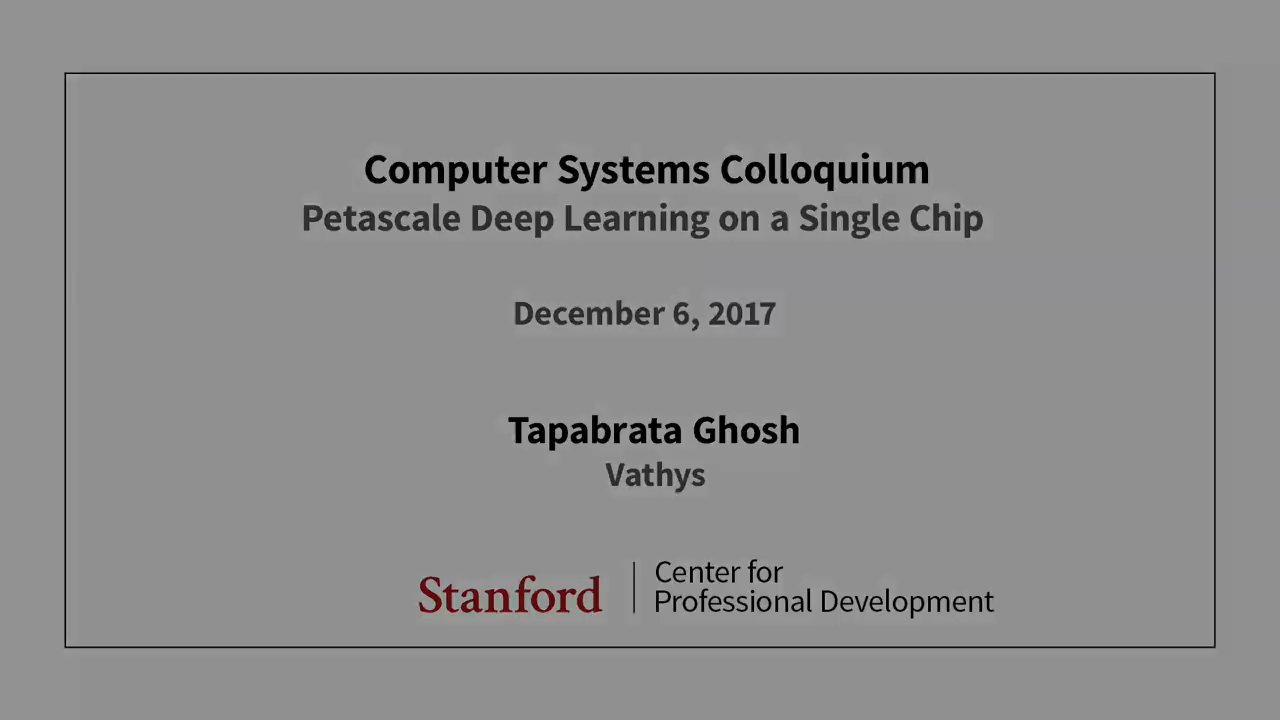 Computer Systems Colloquium
Petascale Deep Learning on a Single Chip
December 6, 2017
Tapabrata Ghosh
Vathys
Stanford
Center for
Professional Development